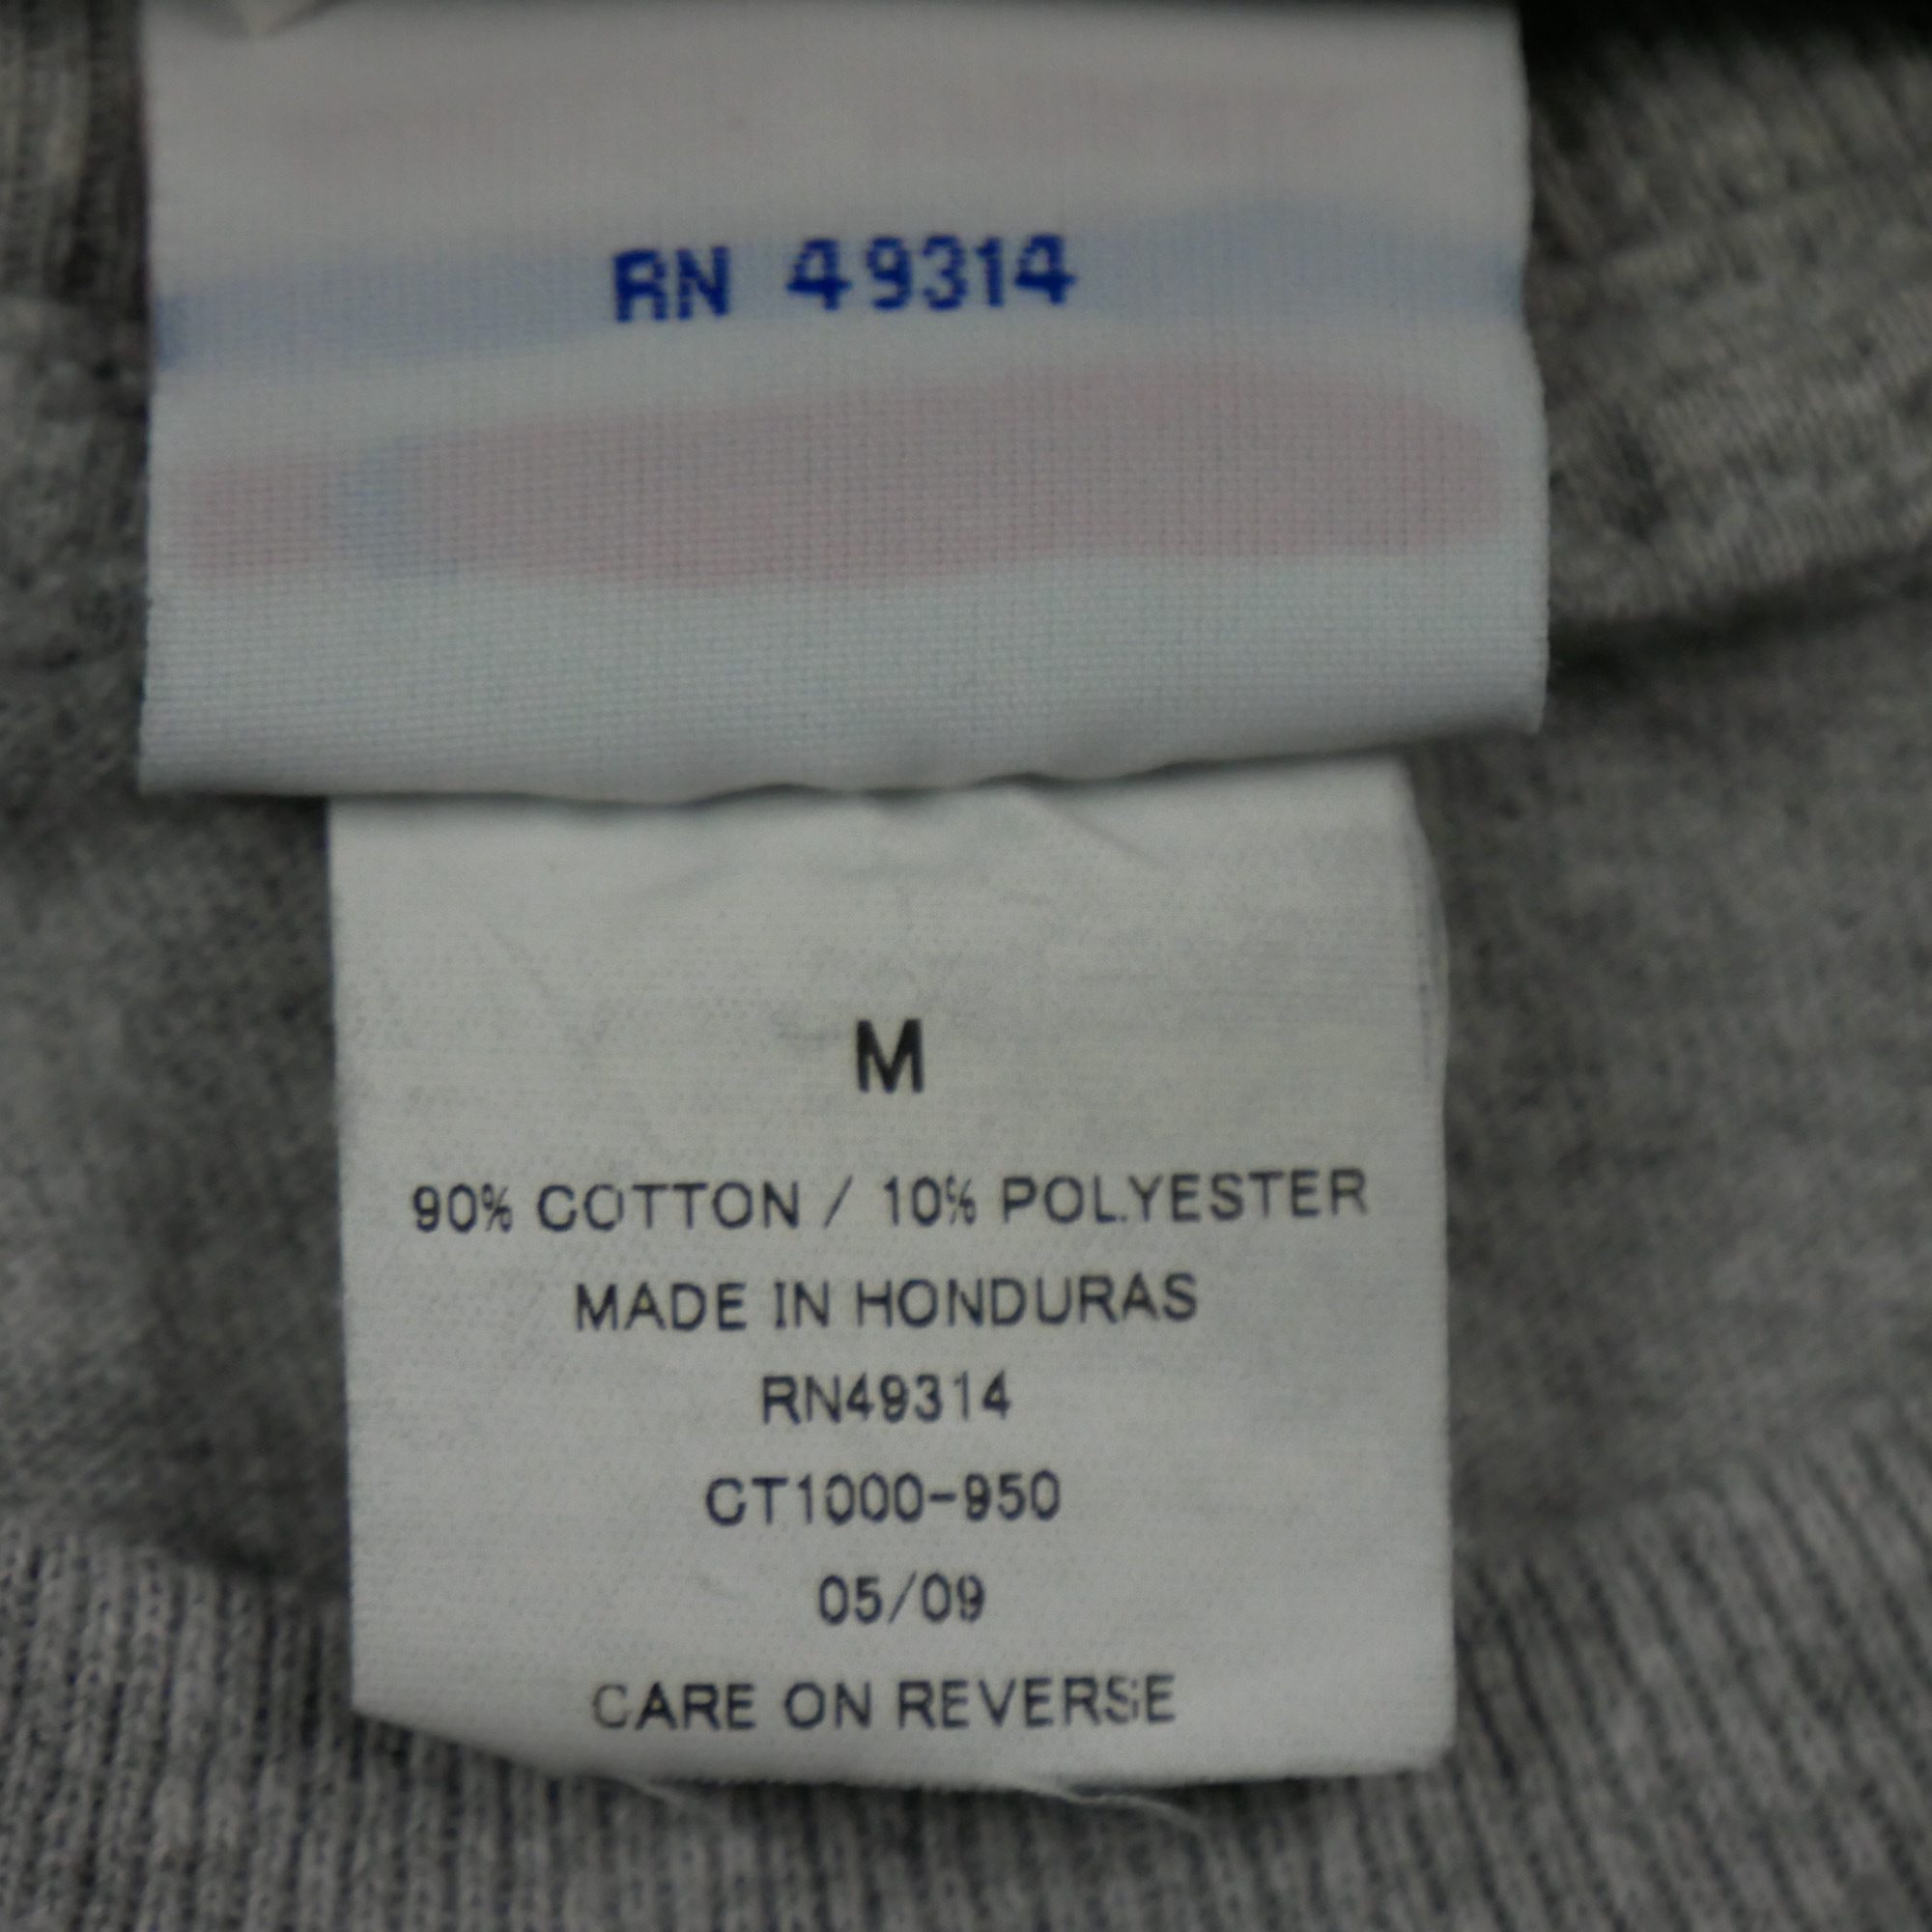 RN 49314
M
90% COTTON / 10% POLYESTER
MADE IN HONDURAS
RN49314
CT1000-950
05/09
CARE ON REVERSE